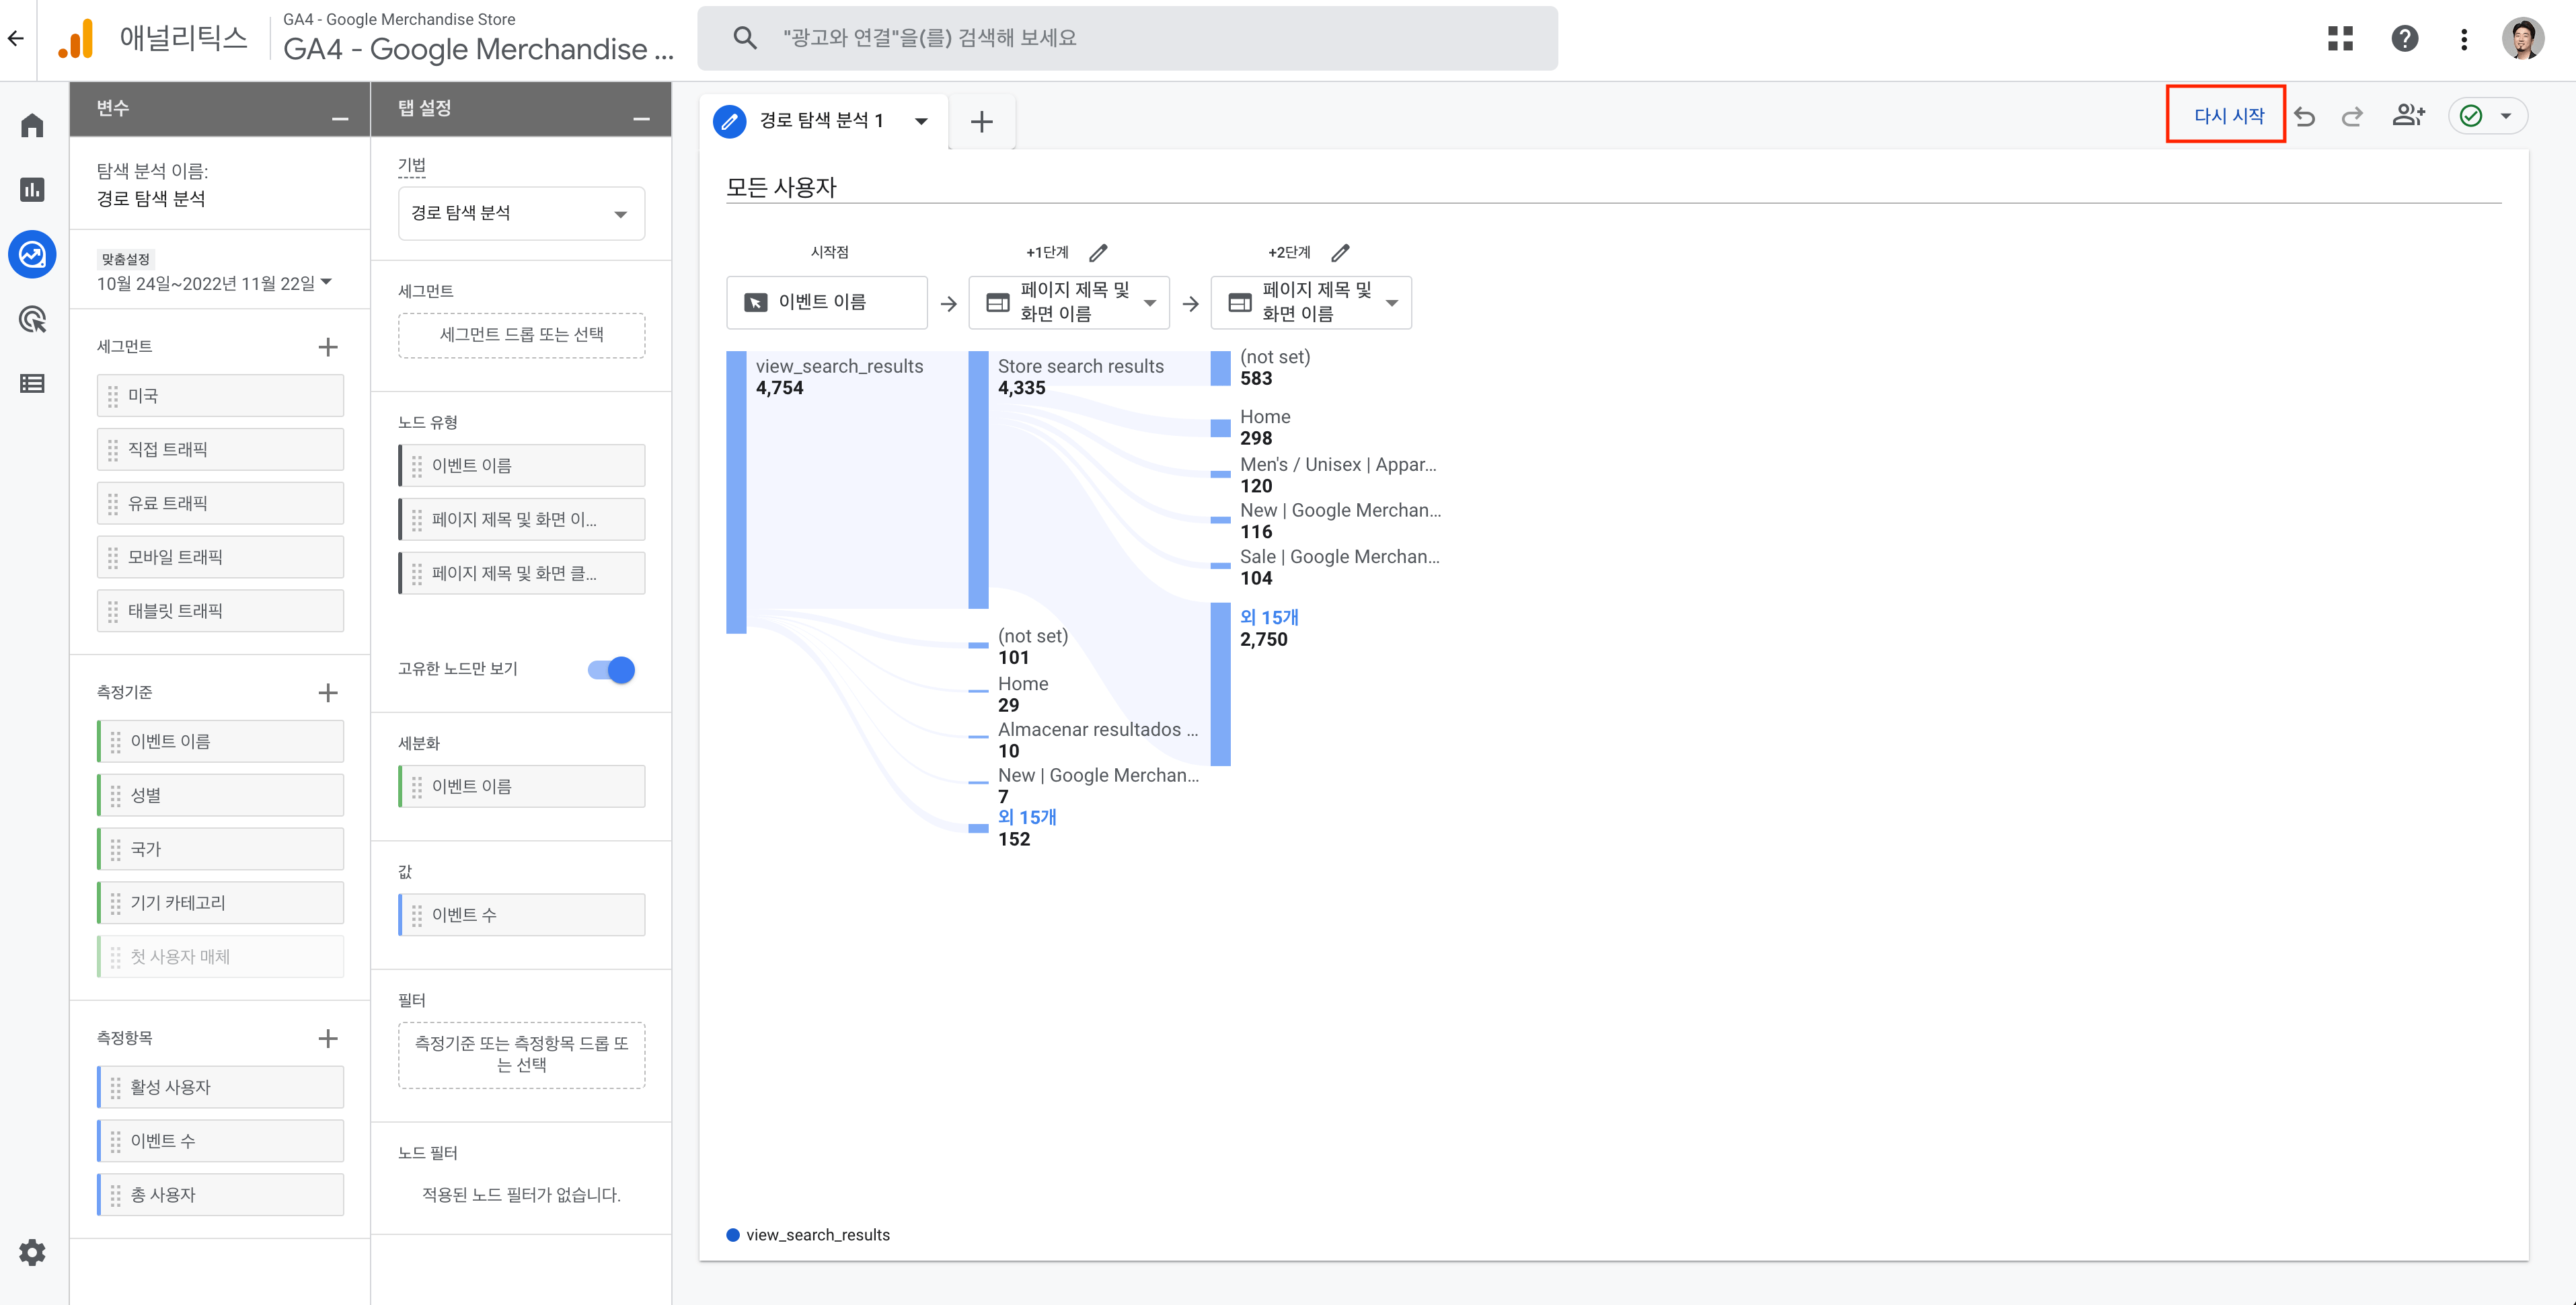 애널리틱스
GA4 - Google Merchandise Store
GA4 - Google Merchandise ...
"광고와 연결"을(를) 검색해 보세요
변수
탐색 분석 이름:
경로 탐색 분석
맞춤설정
10월 24일~2022년 11월 22일
세그먼트
미국
직접 트래픽
유료 트래픽
모바일 트래픽
태블릿 트래픽
측정기준
이벤트 이름
성별
국가
기기 카테고리
첫 사용자 매체
측정항목
활성 사용자
이벤트 수
총 사용자
탭 설정
기법
경로 탐색 분석
세그먼트
세그먼트 드롭 또는 선택
노드 유형
이벤트 이름
페이지 제목 및 화면 이...
페이지 제목 및 화면 클...
고유한 노드만 보기
세분화
이벤트 이름
값
이벤트 수
필터
측정기준 또는 측정항목 드롭 또
는 선택
노드 필터
적용된 노드 필터가 없습니다.
경로 탐색 분석 1
다시 시작
모든 사용자
시작점
이벤트 이름
+1단계
페이지 제목 및
화면 이름
+2단계
페이지 제목 및
화면 이름
view_search_results
4,754
Store search results
4,335
(not set)
101
Home
29
Almacenar resultados ...
10
New | Google Merchan...
7
외 15개
152
(not set)
583
Home
298
Men's / Unisex | Appar...
120
New | Google Merchan...
116
Sale | Google Merchan...
104
외 15개
2,750
view_search_results